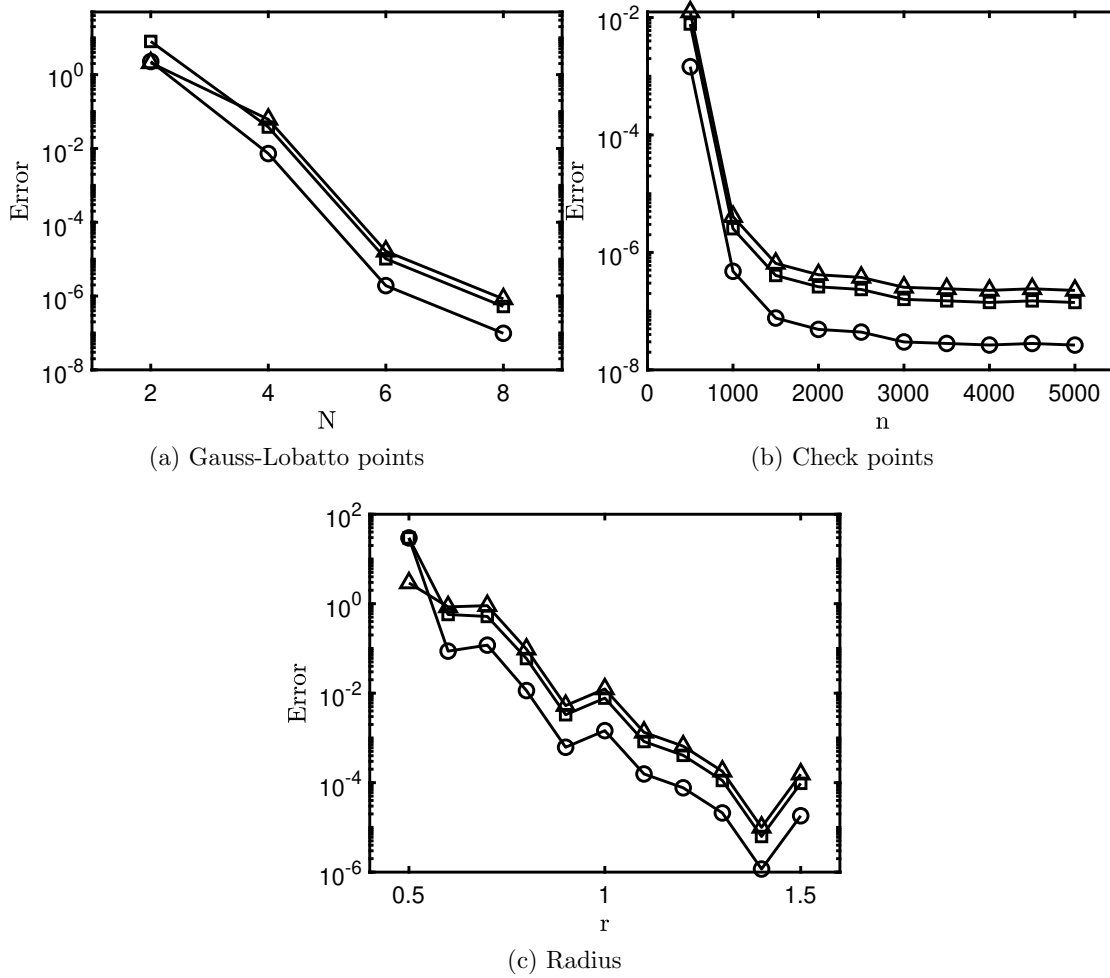 10^0
10^-2
10^-4
10^-6
10^-8
Error
2 4 6 8
N
(a) Gauss-Lobatto points
10^-2
10^-4
10^-6
10^-8
Error
0 1000 2000 3000 4000 5000
n
(b) Check points
10^2
10^0
10^-2
10^-4
10^-6
Error
0.5 1 1.5
r
(c) Radius